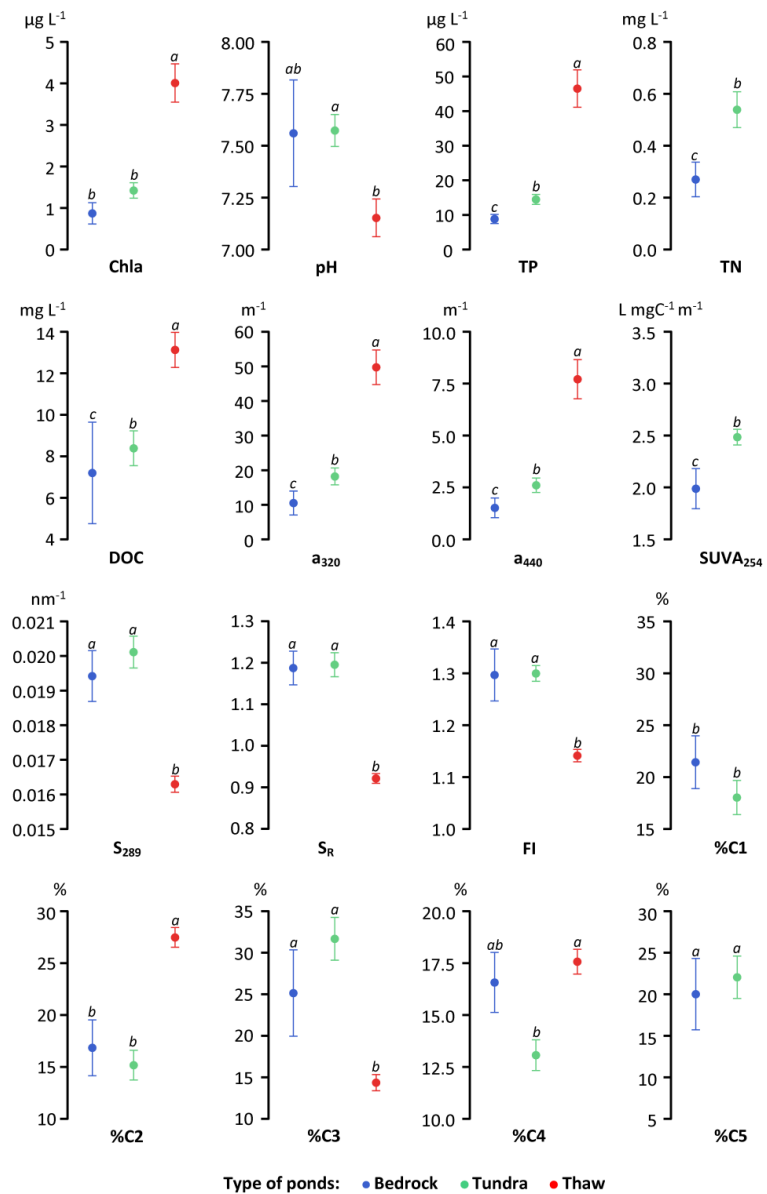 µg L-1 µg L-1 mg L-1
5 a 8.00 ab 60 a 0.8
4 7.75 a 50 0.6 b
3 40
2 b b 7.50 30 0.4 c
1 7.25 b 20 c b 0.2
10
0 7.00 0 0.0
Chla pH TP TN
mg L-1 m-1 m-1 L mgC-1 m-1
14 a 60 a 10.0 a 3.5
12 50 7.5 3.0
10 c b 40 5.0 2.5 b
8 30 c
6 20 c b 2.5 c b 2.0
10
4 0 0.0 1.5
DOC a320 a440 SUVA254
nm-1 %
0.021 a a 1.3 a a 1.4 a a 35
0.020 1.2 1.3 30
0.019 1.1
0.018 1.0 1.2 25 b
0.017 b b b b
0.016 0.9 1.1 20
0.015 0.8 1.0 15
S289 SR FI %C1
% % % %
30 a 35 a a 20.0 ab a 30
25 30 17.5 25 a a
20 b b 25 15.0 b 20
15 20 b 12.5 15
15 10
10 10 10.0 5
%C2 %C3 %C4 %C5
Type of ponds: Bedrock Tundra Thaw